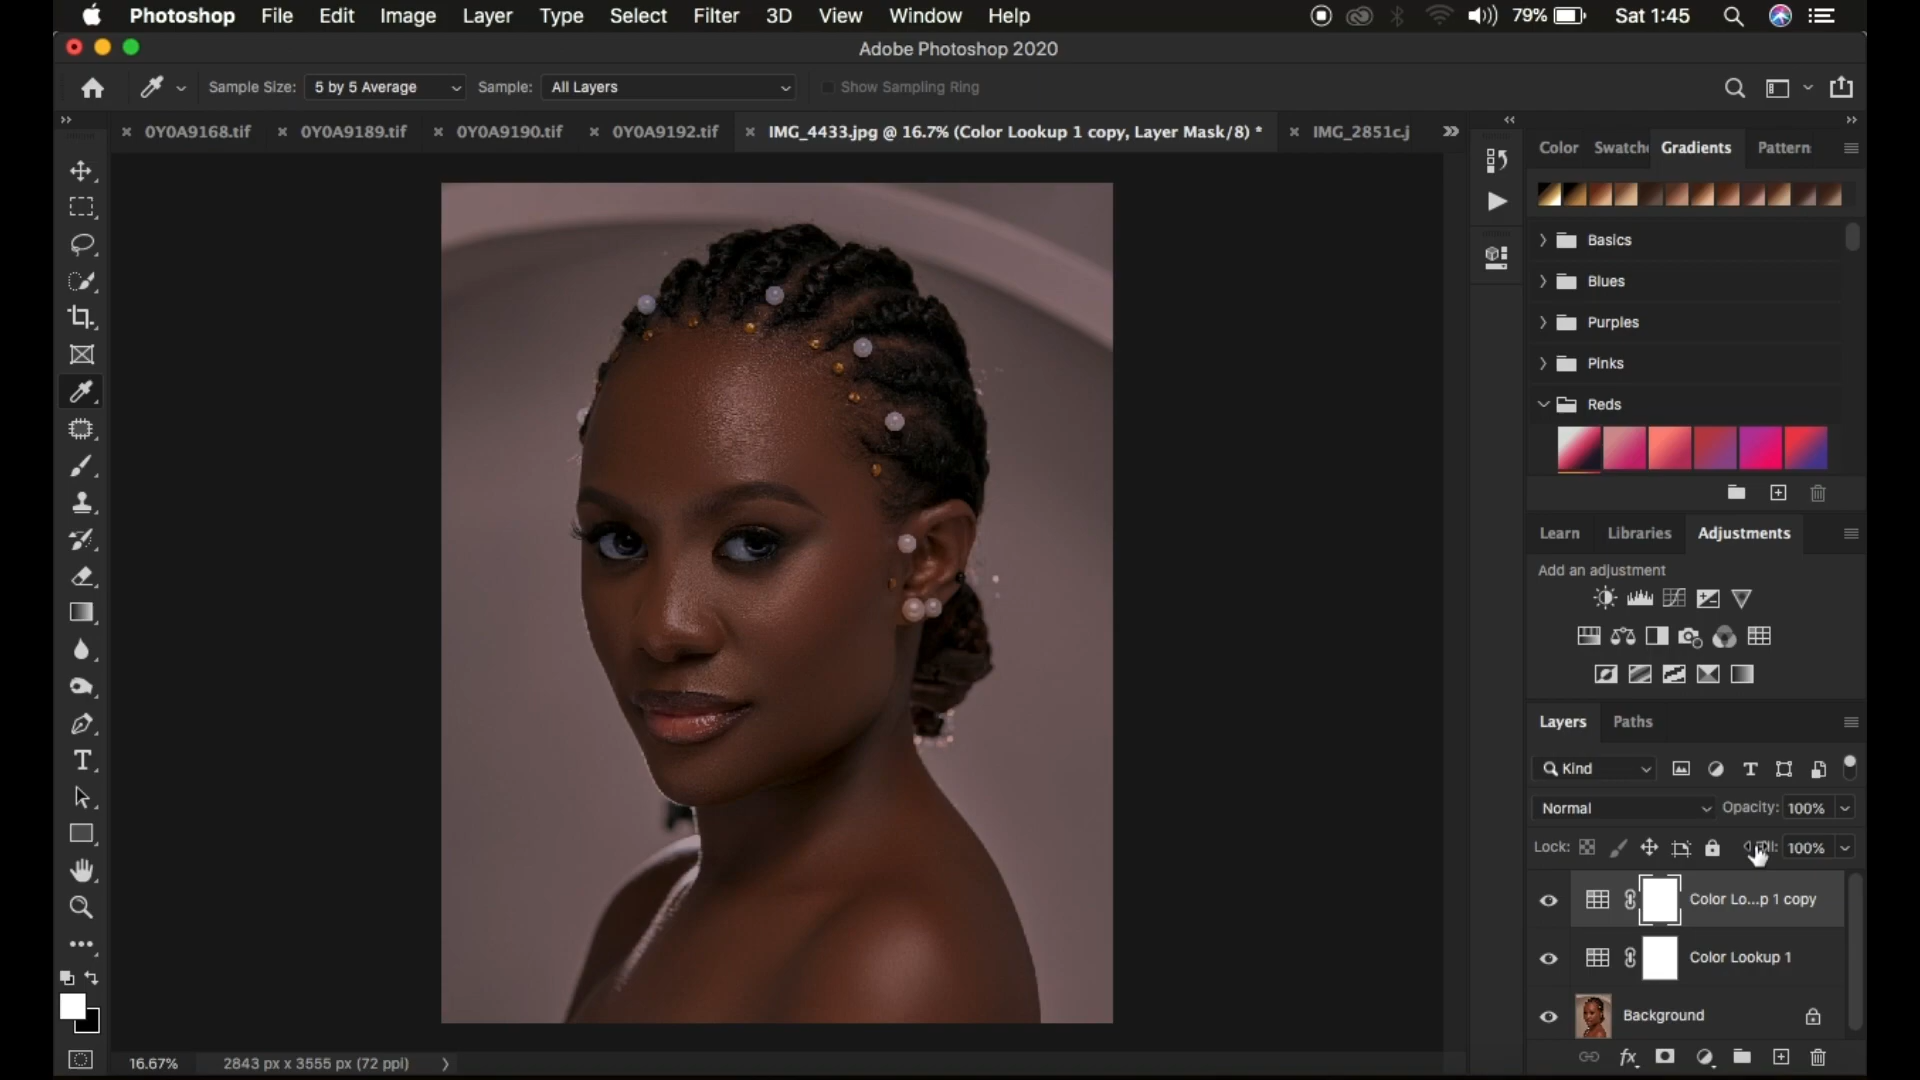 Photoshop File Edit Image Layer Type Select Filter 3D View Window Help 79% Sat 1:45
Adobe Photoshop 2020
Sample Size: 5 by 5 Average Sample: All Layers Show Sampling Ring
0Y0A9168.tif 0Y0A9189.tif 0Y0A9190.tif 0Y0A9192.tif IMG_4433.jpg @ 16.7% (Color Lookup 1 copy, Layer Mask/8) * IMG_2851c.j
Color Swatche Gradients Pattern
Basics
Blues
Purples
Pinks
Reds
Learn Libraries Adjustments
Add an adjustment
Layers Paths
Kind
Normal Opacity: 100%
Lock: 100%
Color Lo...p 1 copy
Color Lookup 1
Background
16.67% 2843 px x 3555 px (72 ppi)